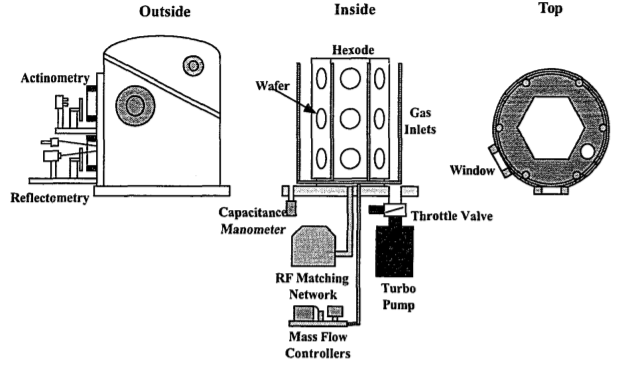 Outside
Inside
Top
Hexode
Actinometry
Wafer
Gas
Inlets
Window
Reflectometry
Capacitance
Manometer
Throttle Valve
RF Matching
Network
Turbo
Pump
Mass Flow
Controllers